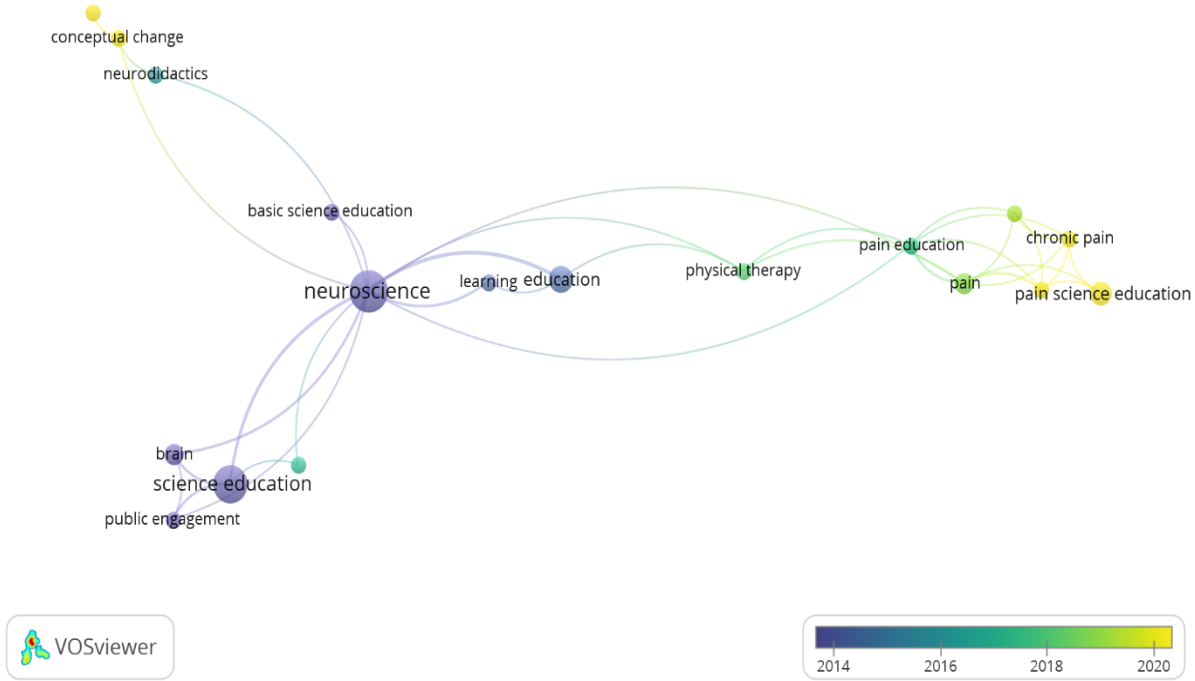 conceptual change
neurodidactics
basic science education
neuroscience
learning
education
physical therapy
pain education
chronic pain
pain
pain science education
brain
science education
public engagement
VOSviewer
2014
2016
2018
2020